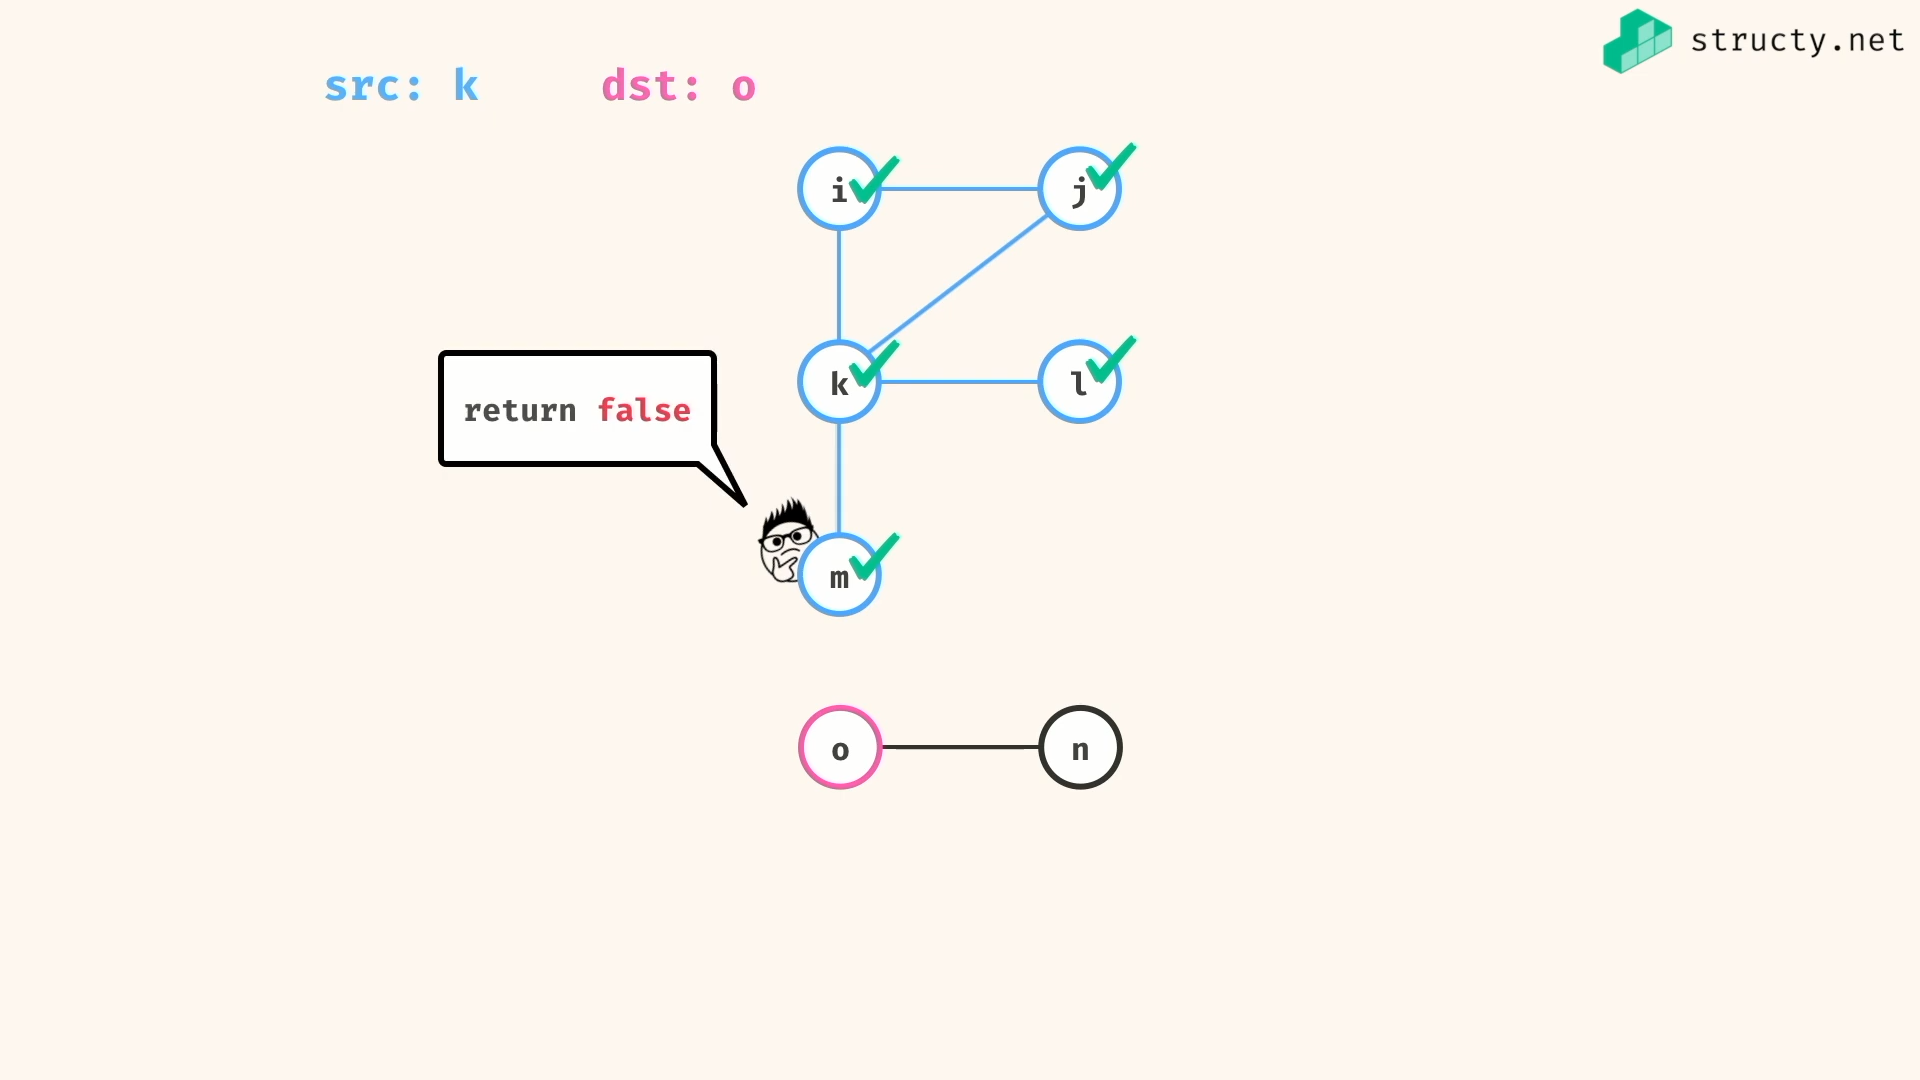 structy.net
src: k dst: o
i j
k l
return false
m
o n